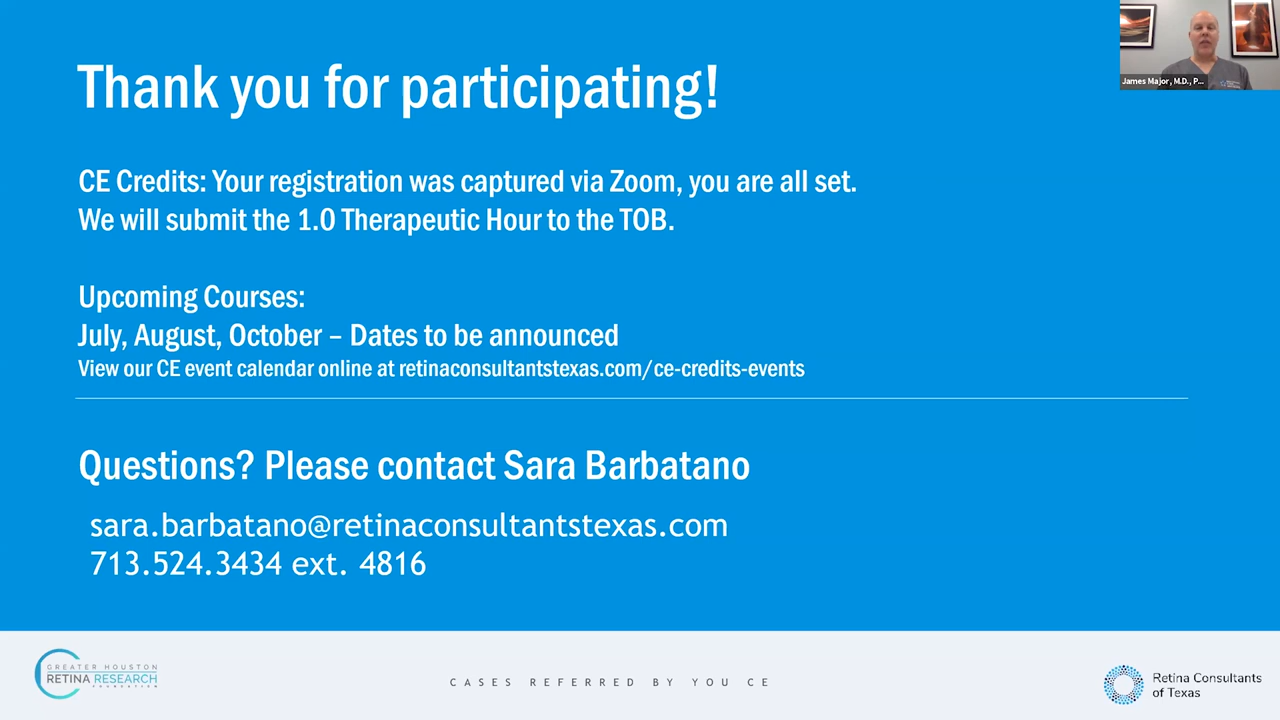 Thank you for participating!
James Major, M.D., P...
CE Credits: Your registration was captured via Zoom, you are all set.
We will submit the 1.0 Therapeutic Hour to the TOB.
Upcoming Courses:
July, August, October – Dates to be announced
View our CE event calendar online at retinaconsultantstexas.com/ce-credits-events
Questions? Please contact Sara Barbatano
sara.barbatano@retinaconsultantstexas.com
713.524.3434 ext. 4816
GREATER HOUSTON
RETINA RESEARCH
FOUNDATION
CASES REFERRED BY YOU CE
Retina Consultants
of Texas